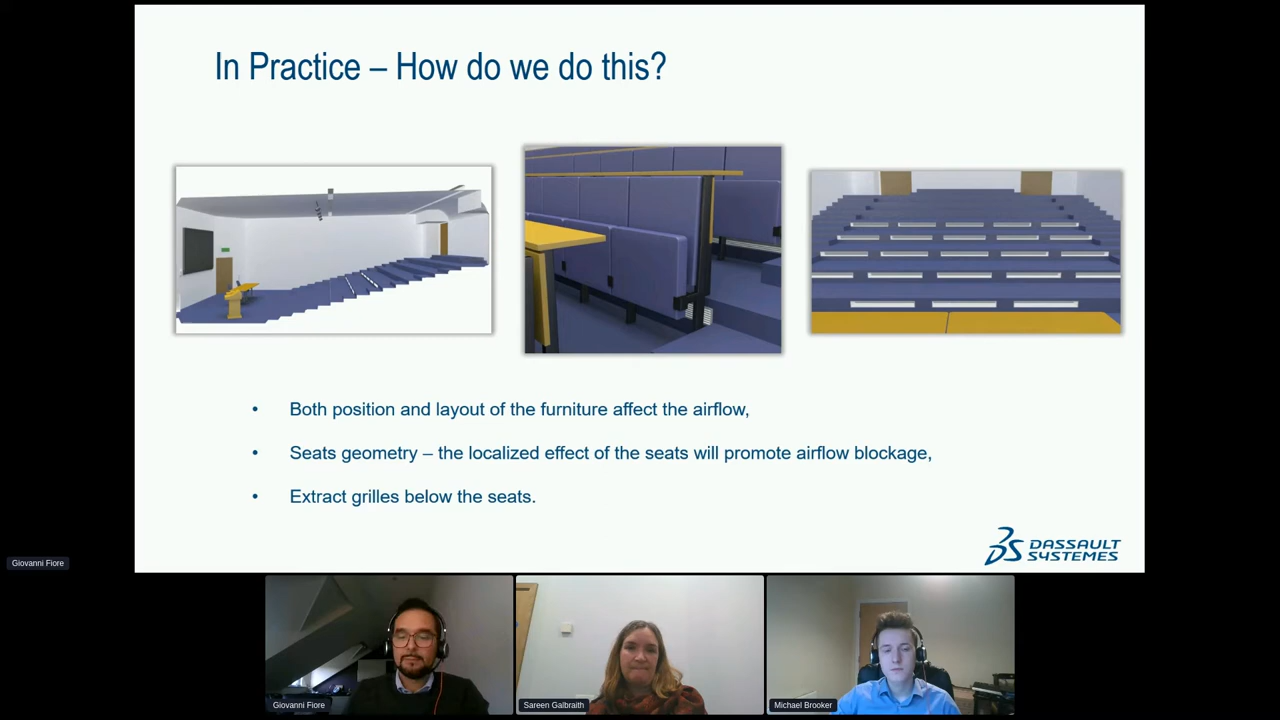 In Practice – How do we do this?
• Both position and layout of the furniture affect the airflow,
• Seats geometry – the localized effect of the seats will promote airflow blockage,
• Extract grilles below the seats.
DASSAULT
SYSTEMES
Giovanni Fiore
Giovanni Fiore
Sareen Galbraith
Michael Brooker